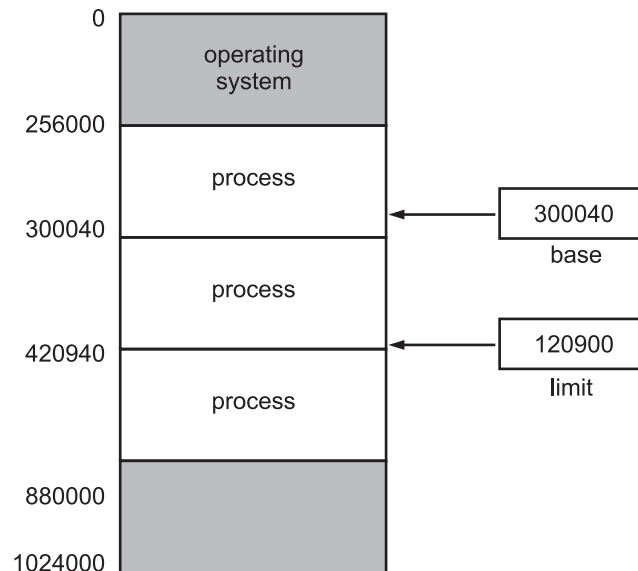 0
operating
system
256000
process
300040
300040
base
process
420940
120900
limit
process
880000
1024000